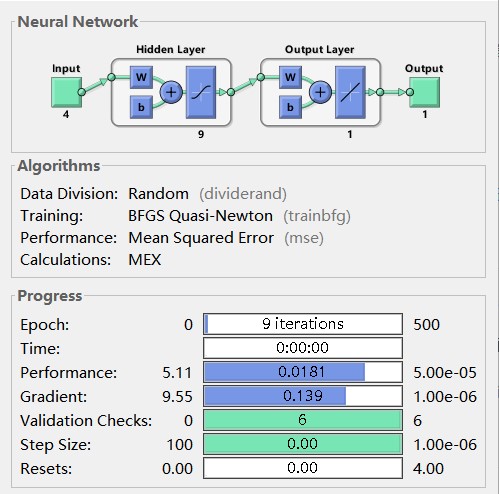 Neural Network
Hidden Layer Output Layer
Input Output
W W
b b
+ +
4 9 1 1
Algorithms
Data Division: Random (dividerand)
Training: BFGS Quasi-Newton (trainbfg)
Performance: Mean Squared Error (mse)
Calculations: MEX
Progress
Epoch: 0 9 iterations 500
Time: 0:00:00
Performance: 5.11 0.0181 5.00e-05
Gradient: 9.55 0.139 1.00e-06
Validation Checks: 0 6 6
Step Size: 100 0.00 1.00e-06
Resets: 0.00 0.00 4.00